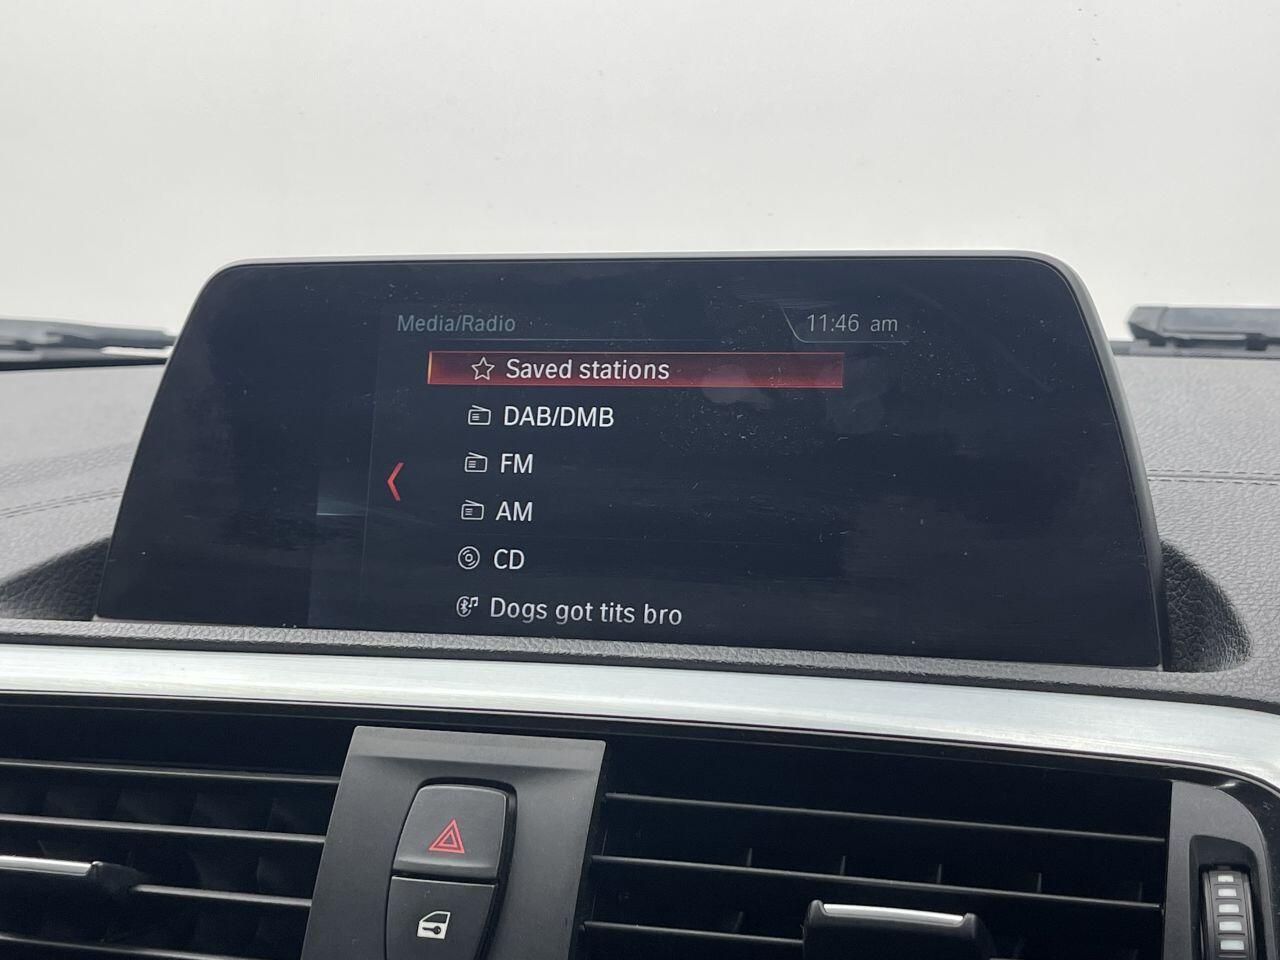 Media/Radio
11:46 am
Saved stations
DAB/DMB
FM
AM
CD
Dogs got tits bro